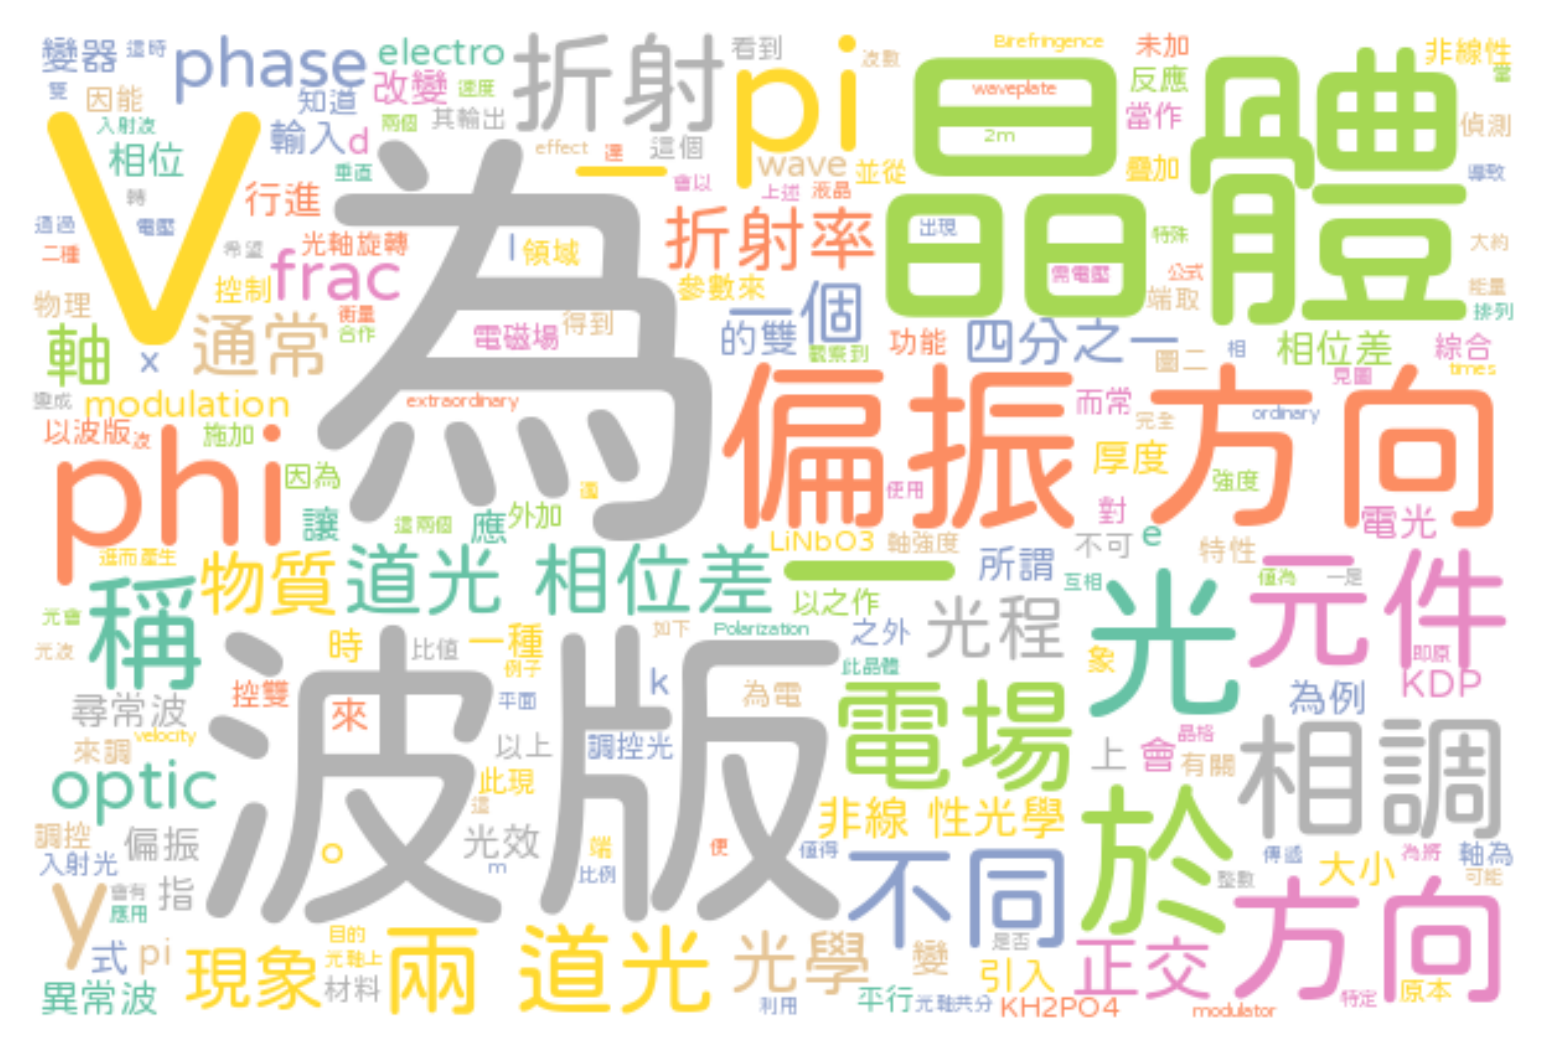 變器 這時 phase electro 折射 看到 pi 波數 Birefringence 未加 非線性
雙 因能 知道 改變 速度 晶體 waveplate 反應 當
V 入射波 輸入 d 兩個 其輸出 2m 當作 偵測
相位 垂直 effect 達 這個 wave 並從 疊加 導致
轉 行進 為 一 會以 上述 液晶
通過 電壓 光軸旋轉 l 領域 折射率 出現 特殊 大約
二種 希望 frac 需電壓 公式 能量
物理 控制 衡量 參數來 端取 排列
軸 x 通常 合作 電磁場 得到 的雙 一個 觀察到 功能 四分之一 圖二 相 相位差 綜合
變成 modulation extraordinary 偏振方向 而常 見圖 times
以波版 波 施加 完全 ordinary
phi 因為 厚度 強度
讓 這兩個 應 外加 週 使用 對 電光
逛而產生 LiNbO3 軸強度 不可 e 特性
物質 道光 相位差 一 所謂 互相 值為 一是 元件
光會 稱 以之作 光
光波 時 比值 一種 如下 Polarization 之外 光程 象 即原
例子 此晶體 KDP
尋常波 控雙 來 平面 k 為電 電場 為例
來調 velocity 波版 以上 調控光 上 會 晶格 有關 相調
optic 此現
這 非線 性光學 於
調控 偏振 o 光效 端 便 值得 傳遞 為將
入射光 m 比例 不同 整數 大小 軸為
y 會有 指 可能
應用 目的 方向
式 pi 現象 光軸上 兩 道光 光學 變 是否 正交
異常波 材料 利用 平行 光軸共分 引入 KH2PO4 modulator 特定 原本